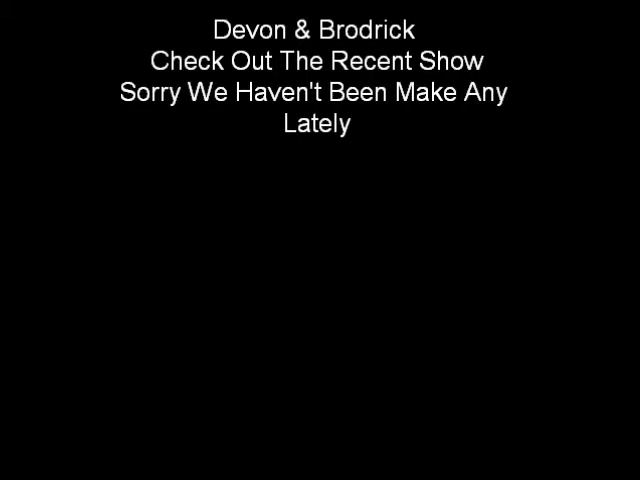 Devon & Brodrick
Check Out The Recent Show
Sorry We Haven't Been Make Any
Lately